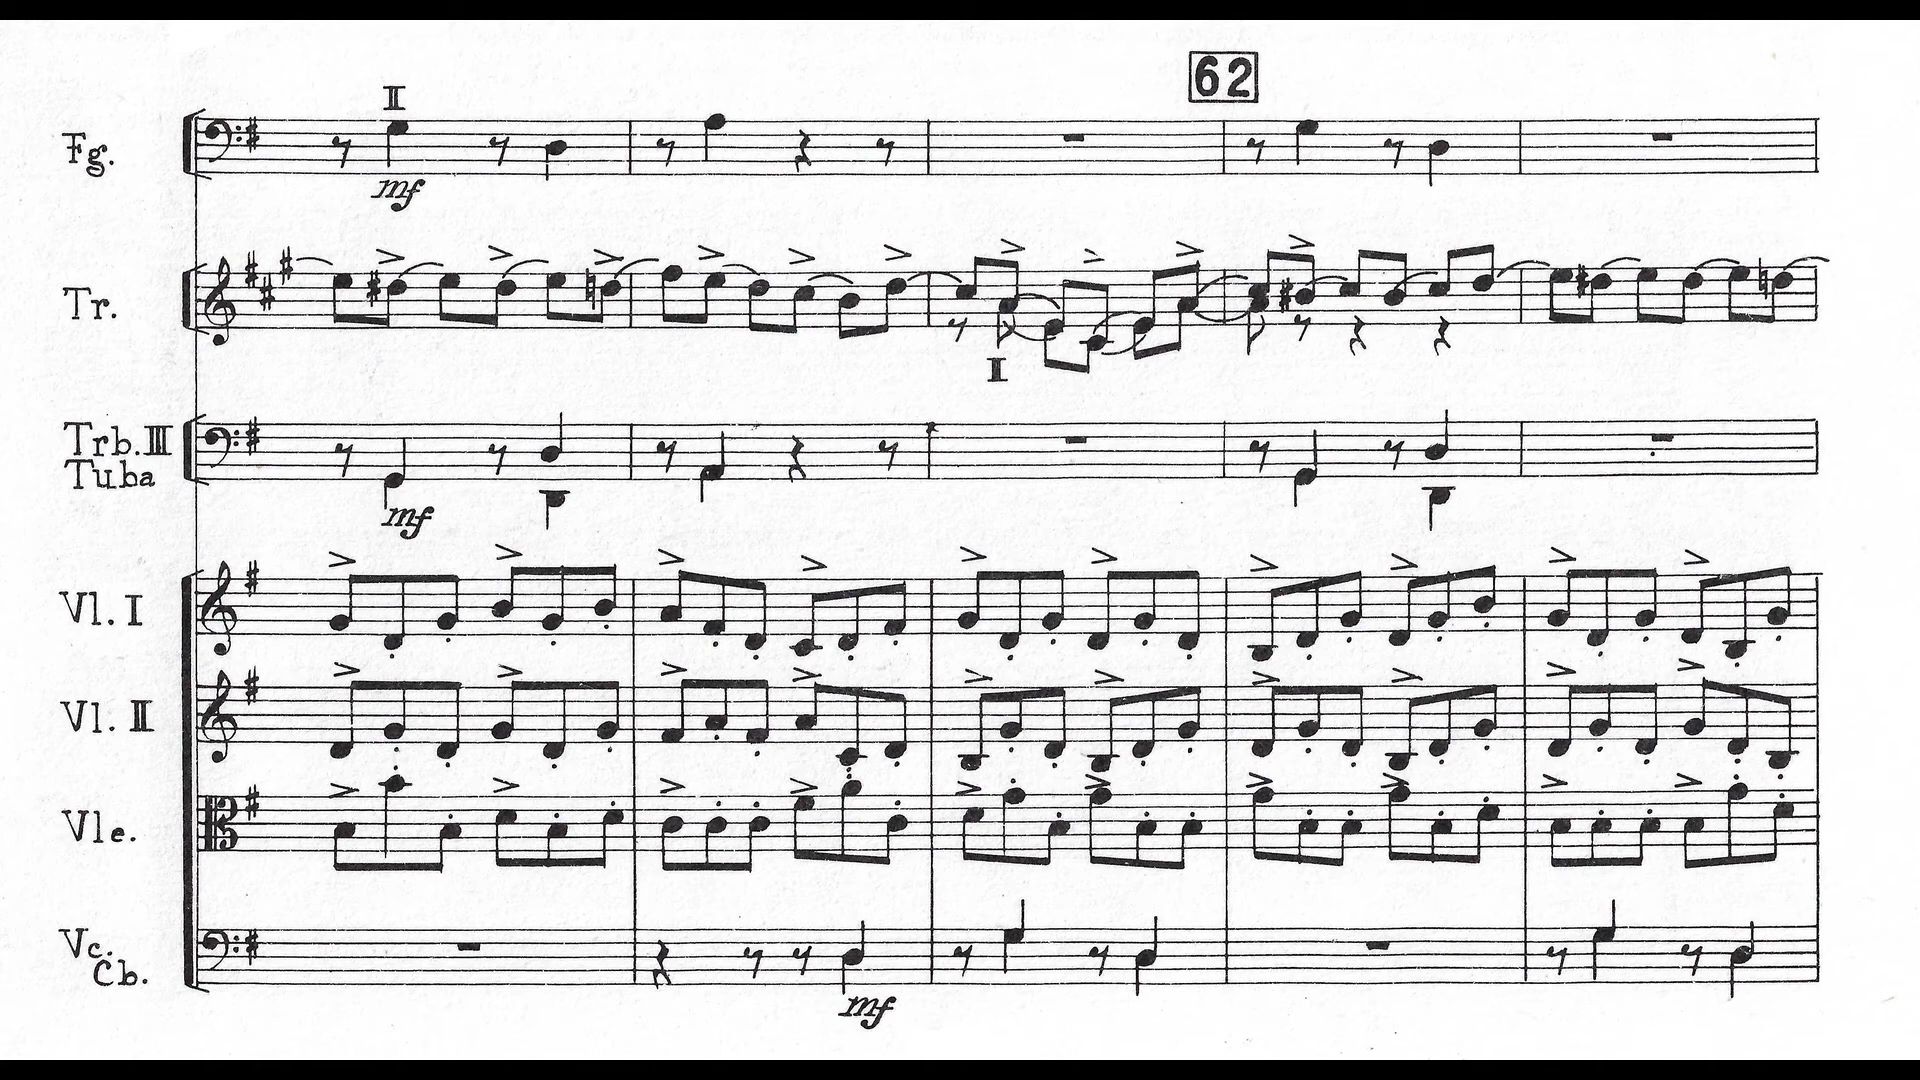 62
II
Fg.
mf
Tr.
I
Trb. III
Tuba
mf
Vl. I
Vl. II
Vle.
Vc.
Cb.
mf